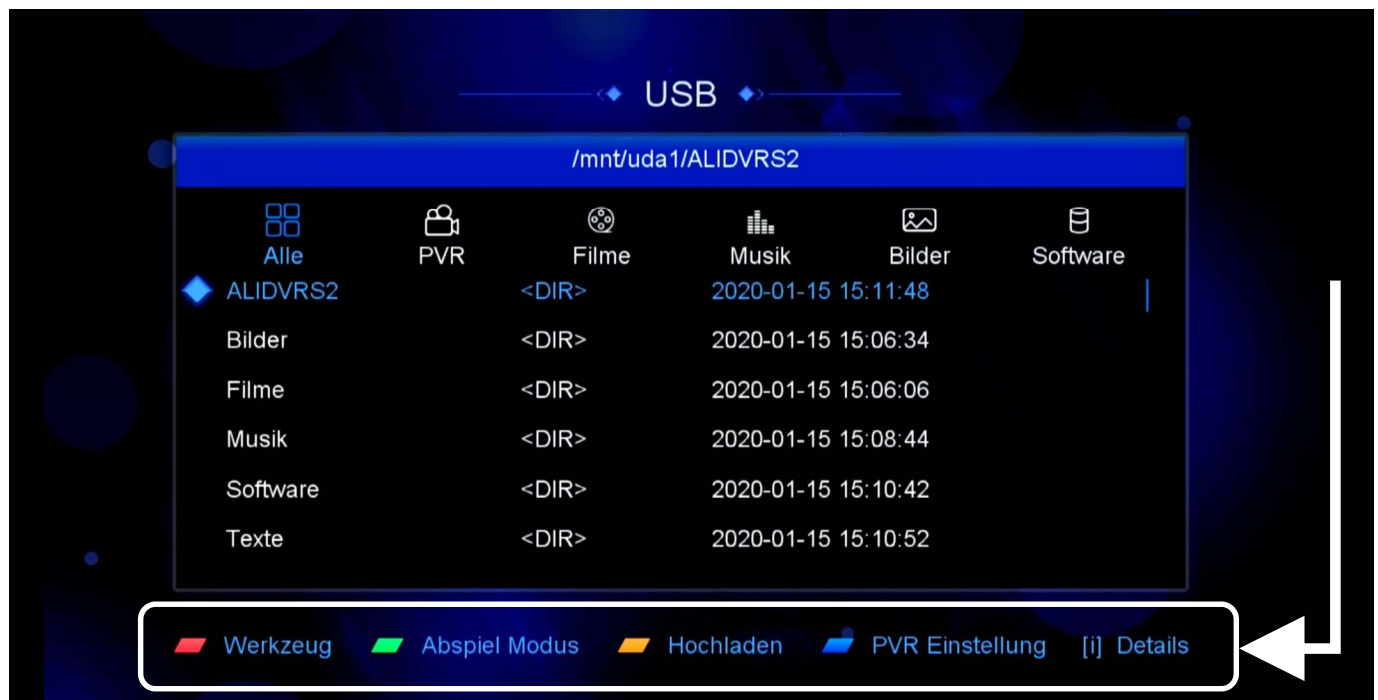 USB
/mnt/uda1/ALIDVRS2
Alle PVR Filme Musik Bilder Software
ALIDVRS2 <DIR> 2020-01-15 15:11:48
Bilder <DIR> 2020-01-15 15:06:34
Filme <DIR> 2020-01-15 15:06:06
Musik <DIR> 2020-01-15 15:08:44
Software <DIR> 2020-01-15 15:10:42
Texte <DIR> 2020-01-15 15:10:52
Werkzeug Abspiel Modus Hochladen PVR Einstellung [i] Details